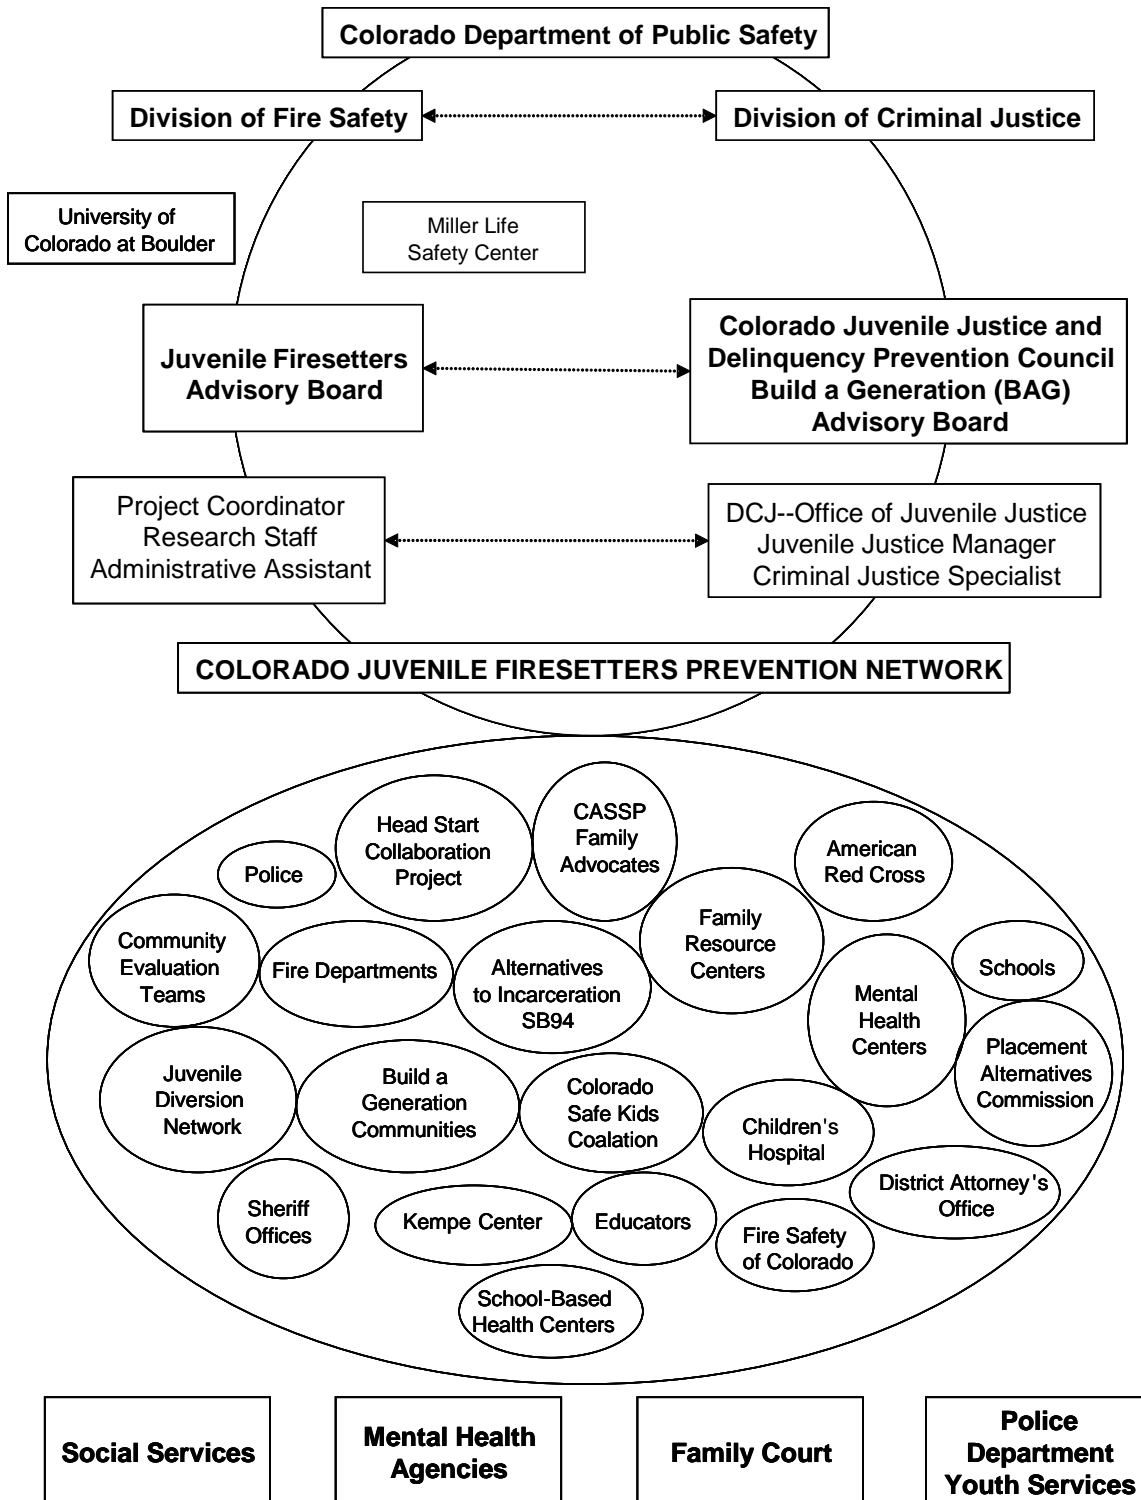 Colorado Department of Public Safety
Division of Fire Safety
Division of Criminal Justice
University of
Colorado at Boulder
Miller Life
Safety Center
Juvenile Firesetters
Advisory Board
Colorado Juvenile Justice and
Delinquency Prevention Council
Build a Generation (BAG)
Advisory Board
Project Coordinator
Research Staff
Administrative Assistant
DCJ--Office of Juvenile Justice
Juvenile Justice Manager
Criminal Justice Specialist
COLORADO JUVENILE FIRESETTERS PREVENTION NETWORK
Police
Head Start
Collaboration
Project
CASSP
Family
Advocates
American
Red Cross
Community
Evaluation
Teams
Fire Departments
Alternatives
to Incarceration
SB94
Family
Resource
Centers
Mental
Health
Centers
Schools
Placement
Alternatives
Commission
Juvenile
Diversion
Network
Build a
Generation
Communities
Colorado
Safe Kids
Coalation
Children's
Hospital
District Attorney's
Office
Sheriff
Offices
Kempe Center
Educators
Fire Safety
of Colorado
School-Based
Health Centers
Social Services
Mental Health
Agencies
Family Court
Police
Department
Youth Services